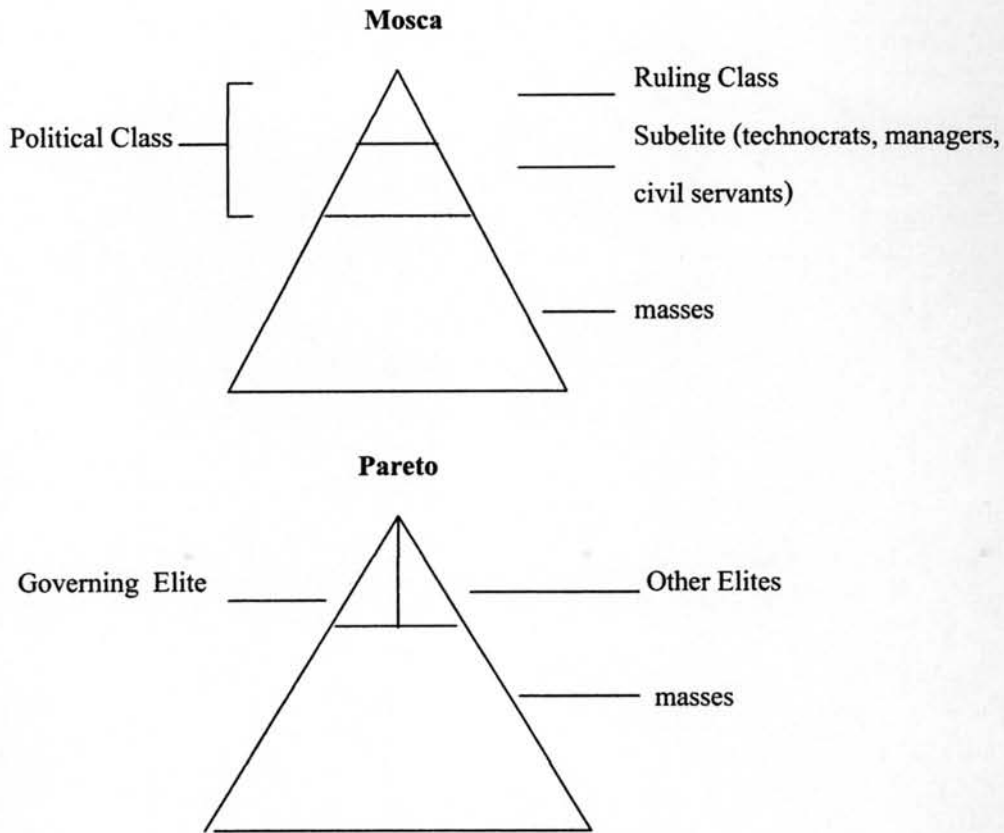 Mosca
Ruling Class
Political Class
Subelite (technocrats, managers,
civil servants)
masses
Pareto
Governing Elite
Other Elites
masses